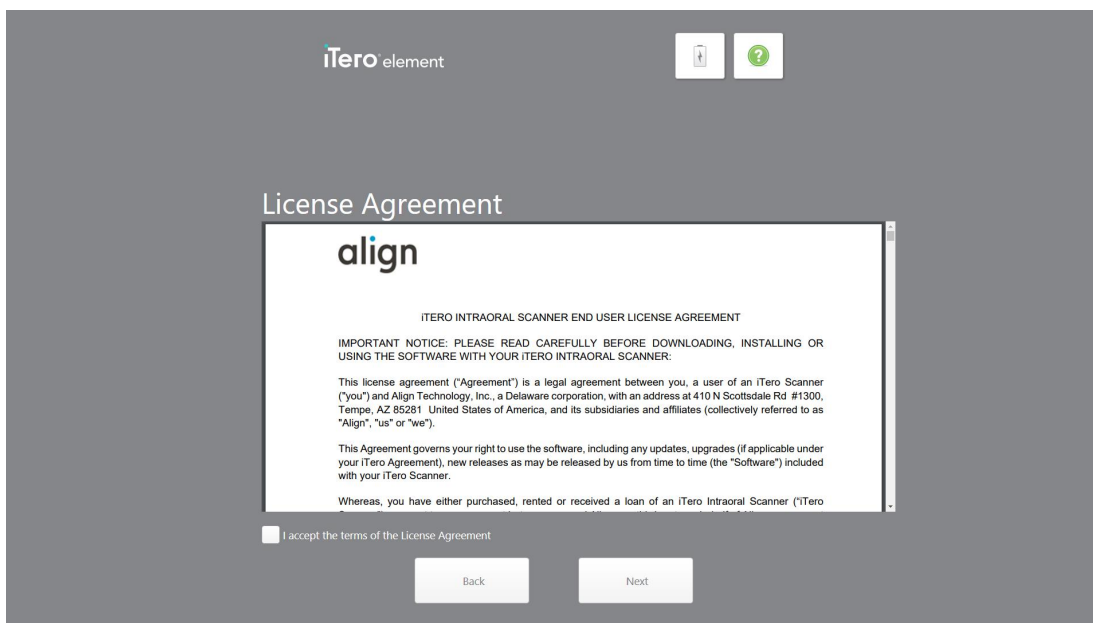 iTero element
?
License Agreement
align
iTERO INTRAORAL SCANNER END USER LICENSE AGREEMENT
IMPORTANT NOTICE: PLEASE READ CAREFULLY BEFORE DOWNLOADING, INSTALLING OR
USING THE SOFTWARE WITH YOUR iTERO INTRAORAL SCANNER:
This license agreement (“Agreement”) is a legal agreement between you, a user of an iTero Scanner
("you") and Align Technology, Inc., a Delaware corporation, with an address at 410 N Scottsdale Rd #1300,
Tempe, AZ 85281 United States of America, and its subsidiaries and affiliates (collectively referred to as
"Align", "us" or "we").
This Agreement governs your right to use the software, including any updates, upgrades (if applicable under
your iTero Agreement), new releases as may be released by us from time to time (the "Software") included
with your iTero Scanner.
Whereas, you have either purchased, rented or received a loan of an iTero Intraoral Scanner (“iTero
I accept the terms of the License Agreement
Back
Next